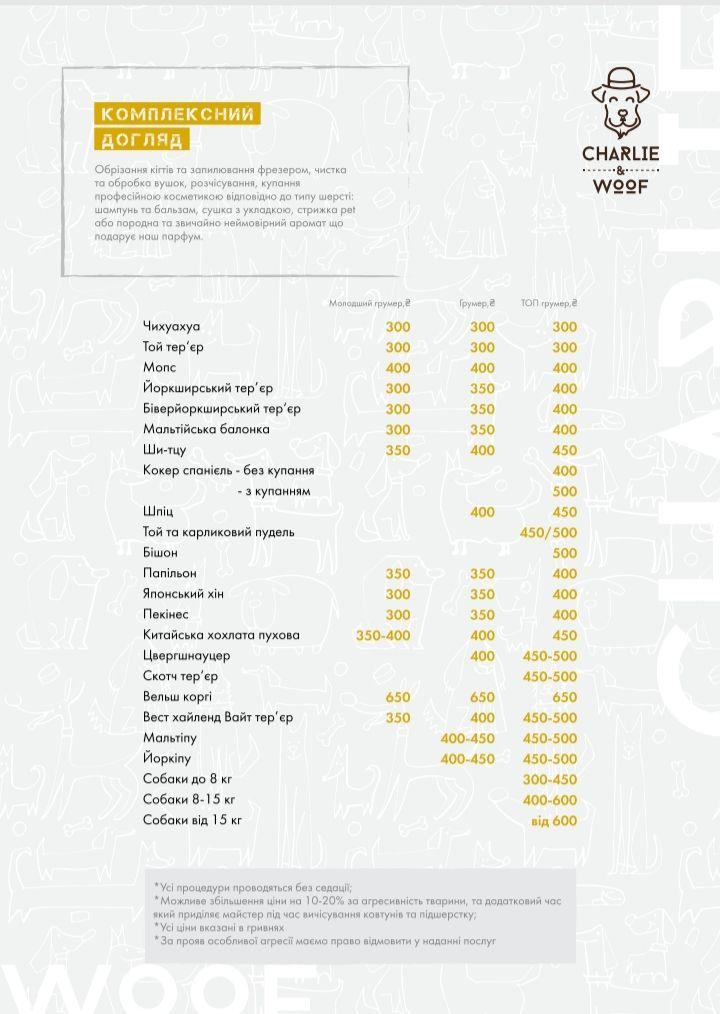 КОМПЛЕКСНИЙ
ДОГЛЯД
Обрізання кігтів та запилювання фрезером, чистка
та обробка вушок, розчісування, купання
професійною косметикою відповідно до типу шерсті:
шампунь та бальзам, сушка з укладкою, стрижка pet
або породна та звичайно неймовірний аромат що
подарує наш парфум.
CHARLIE
&
WOOF
Молодший грумер,₴ Грумер,₴ ТОП грумер,₴
Чихуахуа 300 300 300
Той тер’єр 300 300 300
Мопс 400 400 400
Йоркширський тер’єр 300 350 400
Біверйоркширський тер’єр 300 350 400
Мальтійська балонка 300 350 400
Ши-тцу 350 400 450
Кокер спанієль - без купання 400
- з купанням 500
Шпіц 400 450
Той та карликовий пудель 450/500
Бішон 500
Папільон 350 350 400
Японський хін 300 350 400
Пекінес 300 350 400
Китайська хохлата пухова 350-400 400 450
Цвергшнауцер 400 450-500
Скотч тер’єр 450-500
Вельш коргі 650 650 650
Вест хайленд Вайт тер’єр 350 400 450-500
Мальтіпу 400-450 450-500
Йоркіпу 400-450 450-500
Собаки до 8 кг 300-450
Собаки 8-15 кг 400-600
Собаки від 15 кг від 600
*Усі процедури проводяться без седації;
*Можливе збільшення ціни на 10-20% за агресивність тварини, та додатковий час
який приділяє майстер під час вичісування ковтунів та підшерстку;
*Усі ціни вказані в гривнях
*За прояв особливої агресії маємо право відмовити у наданні послуг
WOOF